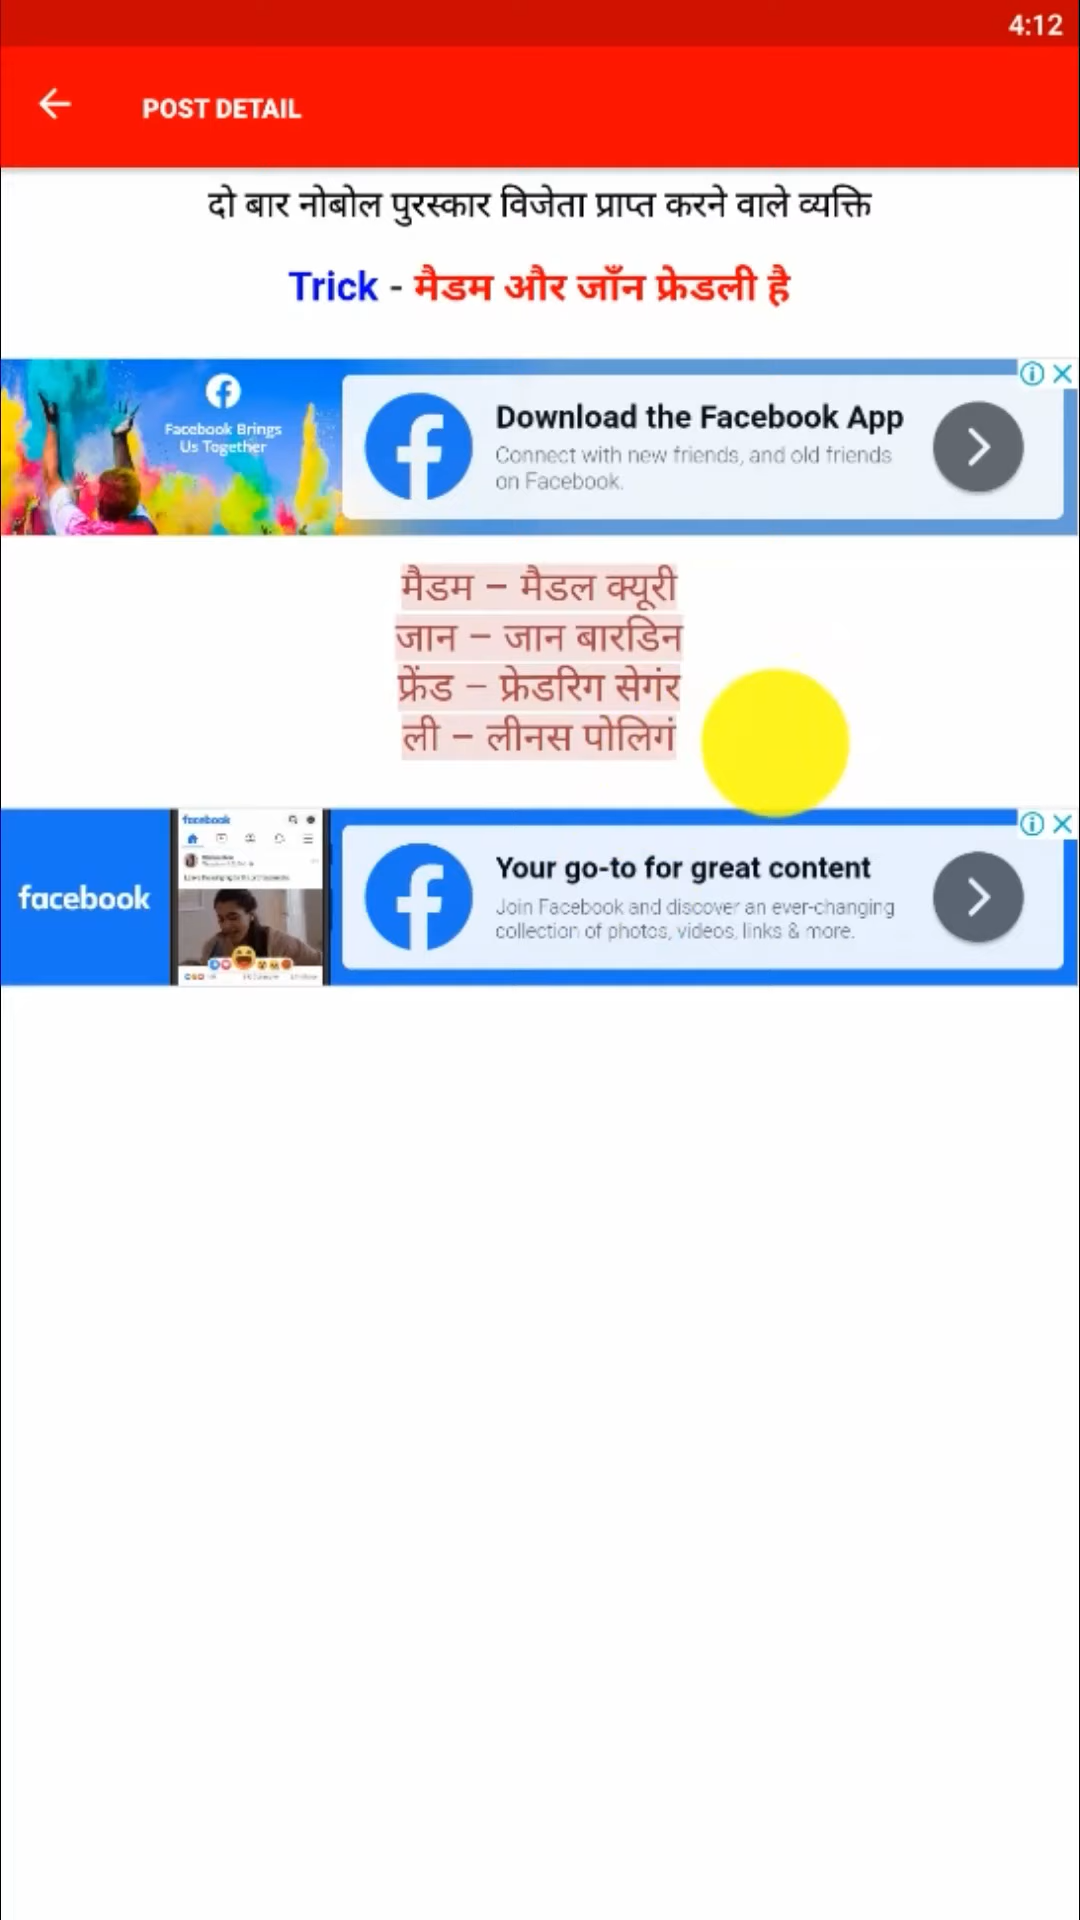 4:12
POST DETAIL
दो बार नोबोल पुरस्कार विजेता प्राप्त करने वाले व्यक्ति
Trick - मैडम और जाँन फ्रेडली है
Facebook Brings
Us Together
Download the Facebook App
Connect with new friends, and old friends
on Facebook.
मैडम – मैडल क्यूरी
जान – जान बारडिन
फ्रेंड – फ्रेडरिग सेगंर
ली – लीनस पोलिगं
facebook
facebook
Your go-to for great content
Join Facebook and discover an ever-changing
collection of photos, videos, links & more.